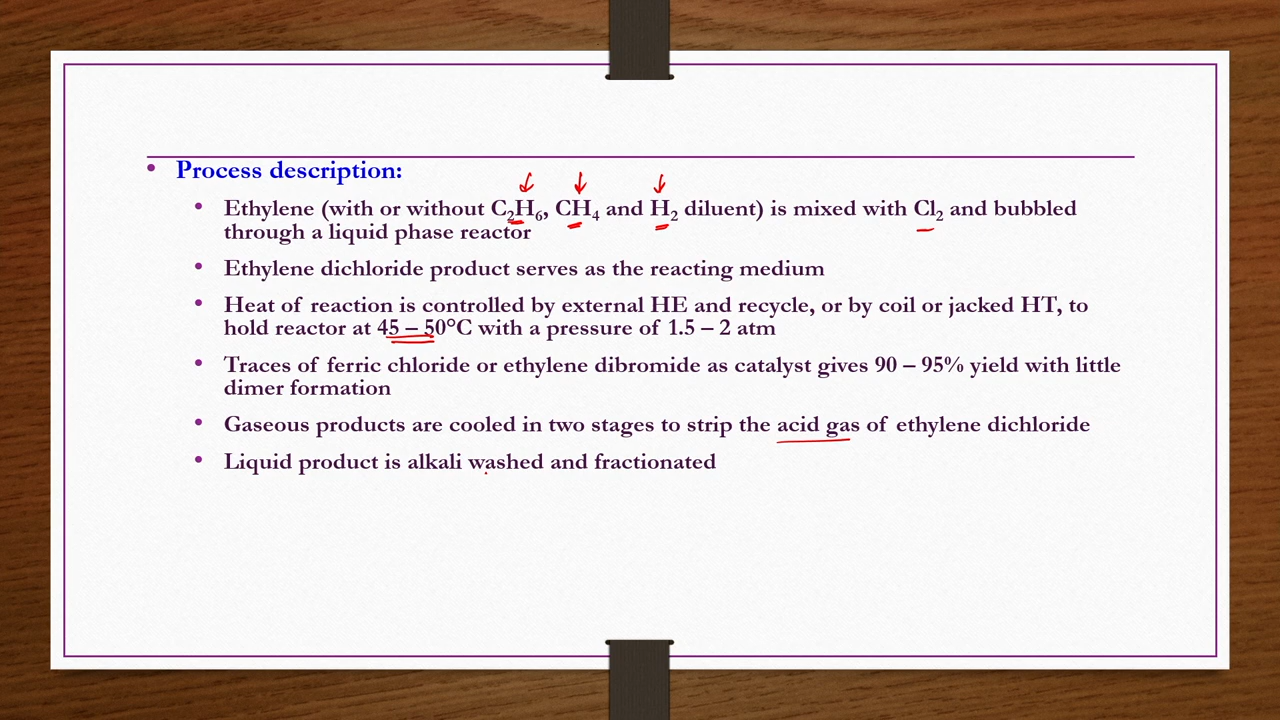 • Process description:
• Ethylene (with or without C₂H₆, CH₄ and H₂ diluent) is mixed with Cl₂ and bubbled
through a liquid phase reactor
• Ethylene dichloride product serves as the reacting medium
• Heat of reaction is controlled by external HE and recycle, or by coil or jacked HT, to
hold reactor at 45 – 50°C with a pressure of 1.5 – 2 atm
• Traces of ferric chloride or ethylene dibromide as catalyst gives 90 – 95% yield with little
dimer formation
• Gaseous products are cooled in two stages to strip the acid gas of ethylene dichloride
• Liquid product is alkali washed and fractionated